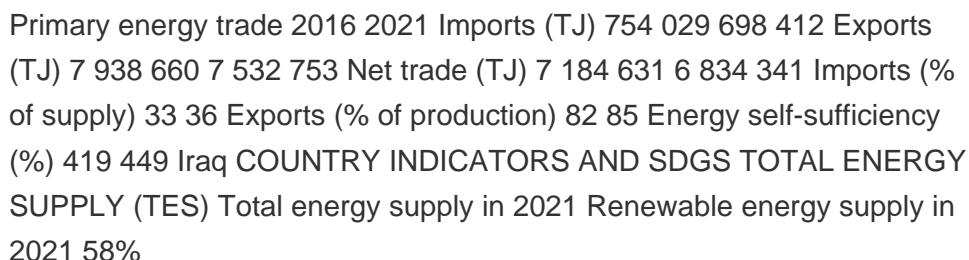 Primary energy trade 2016 2021 Imports (TJ) 754 029 698 412 Exports
(TJ) 7 938 660 7 532 753 Net trade (TJ) 7 184 631 6 834 341 Imports (%
of supply) 33 36 Exports (% of production) 82 85 Energy self-sufficiency
(%) 419 449 Iraq COUNTRY INDICATORS AND SDGS TOTAL ENERGY
SUPPLY (TES) Total energy supply in 2021 Renewable energy supply in
2021 58%